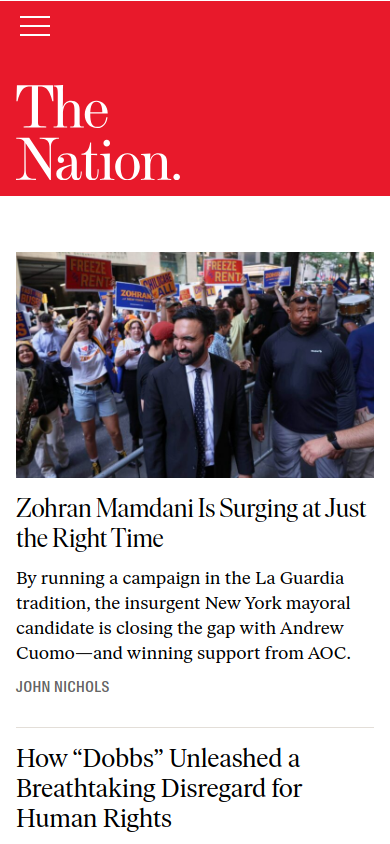 The
Nation.
FREEZE
RENT
FREEZE
RENT
ZOHRAN
Zohran Mamdani Is Surging at Just
the Right Time
By running a campaign in the La Guardia
tradition, the insurgent New York mayoral
candidate is closing the gap with Andrew
Cuomo—and winning support from AOC.
JOHN NICHOLS
How “Dobbs” Unleashed a
Breathtaking Disregard for
Human Rights